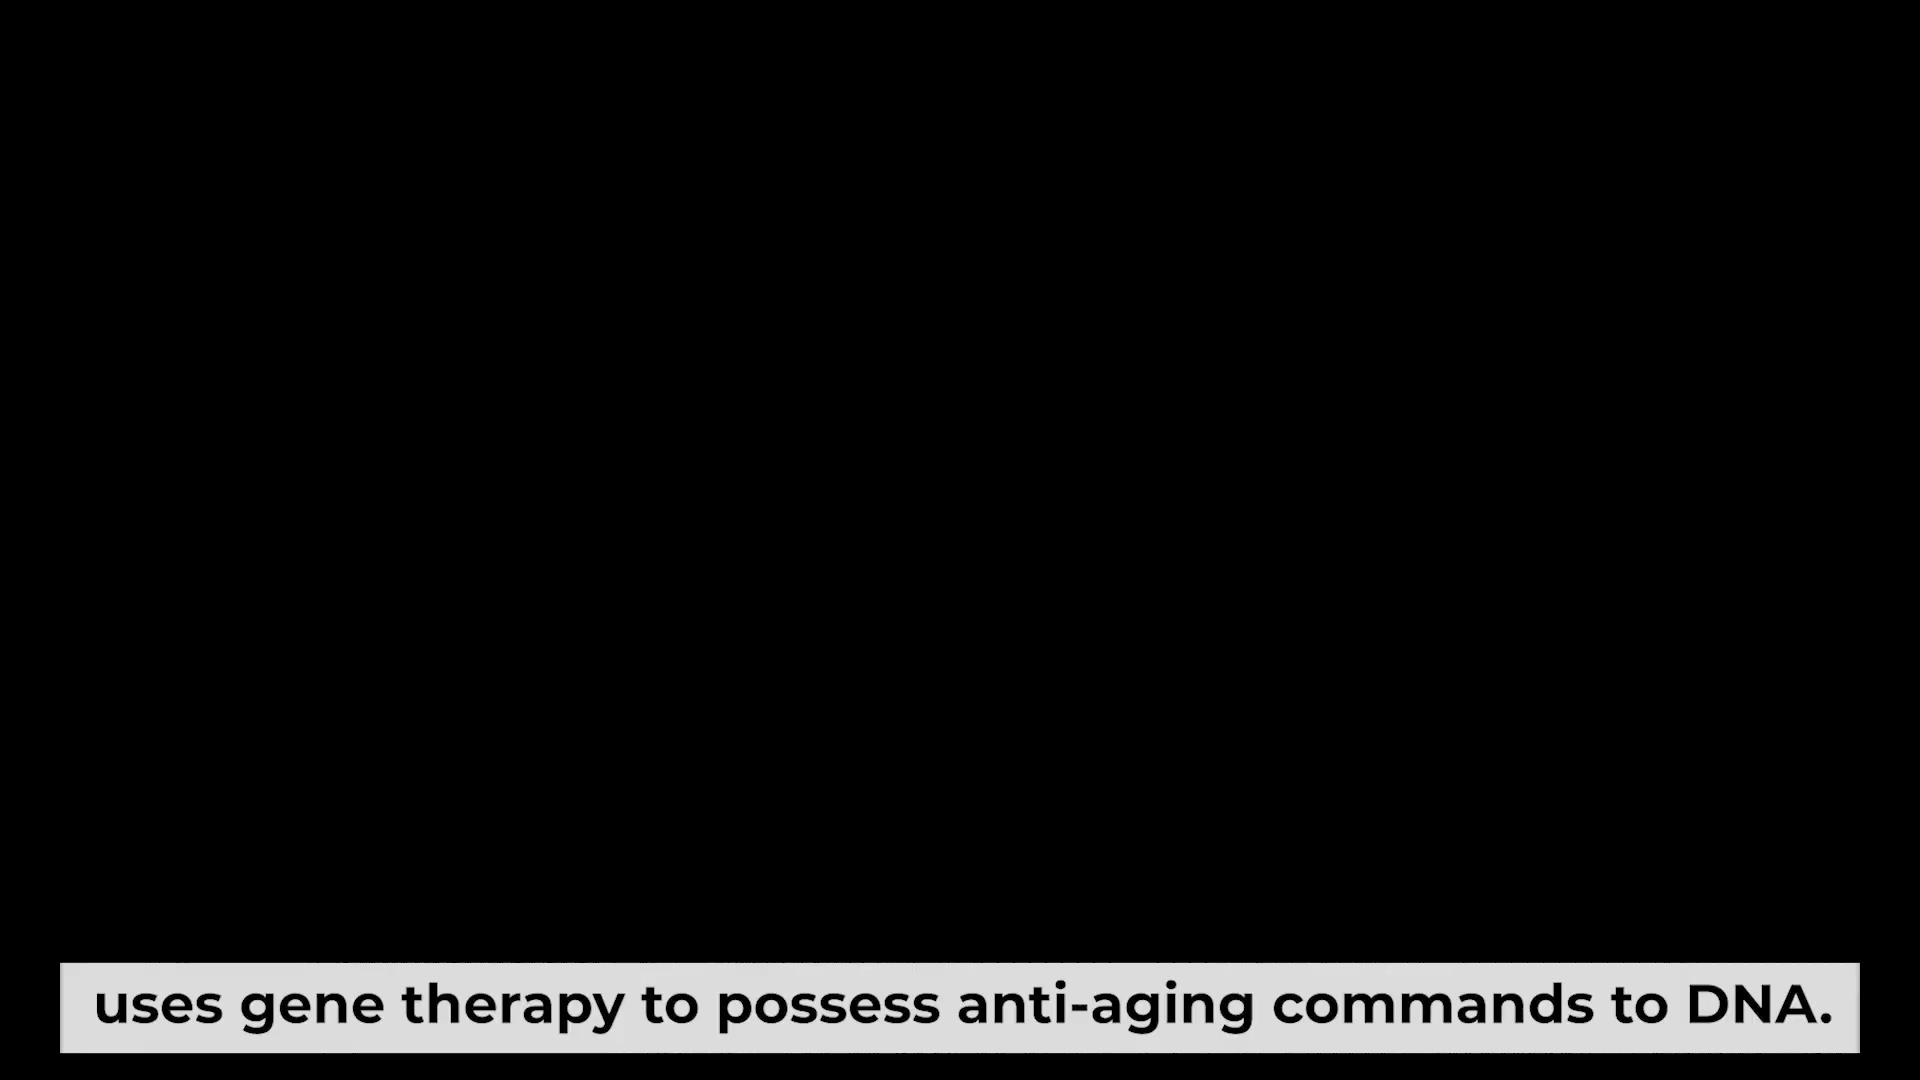 uses gene therapy to possess anti-aging commands to DNA.